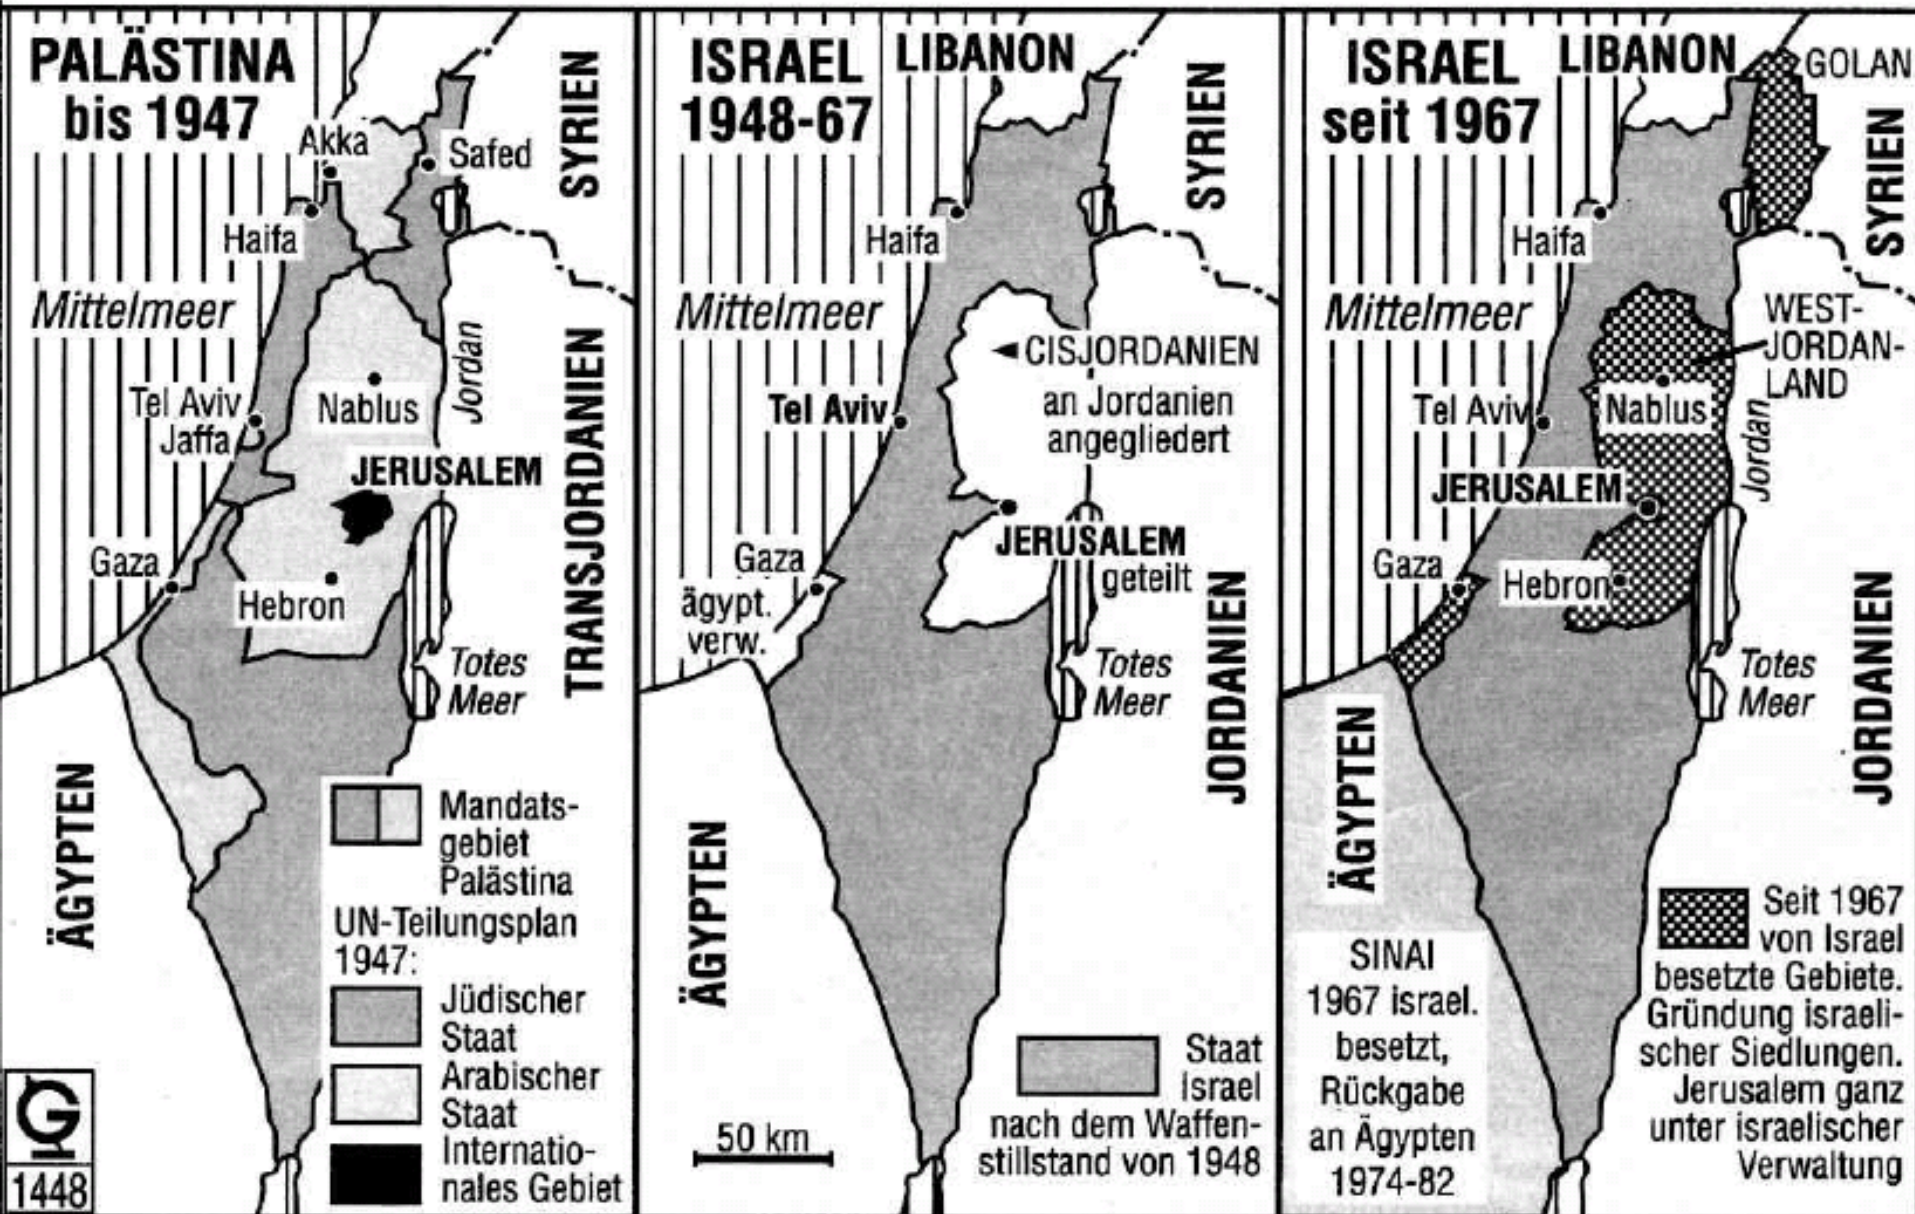 PALÄSTINA
bis 1947
Akka
Safed
SYRIEN
Haifa
Mittelmeer
Jordan
Tel Aviv
Jaffa
Nablus
JERUSALEM
TRANSJORDANIEN
Gaza
Hebron
Totes
Meer
ÄGYPTEN
Mandats-
gebiet
Palästina
UN-Teilungsplan
1947:
Jüdischer
Staat
Arabischer
Staat
Internatio-
nales Gebiet
1448
ISRAEL
1948-67
LIBANON
SYRIEN
Haifa
Mittelmeer
CISJORDANIEN
an Jordanien
angegliedert
Tel Aviv
JERUSALEM
geteilt
Gaza
ägypt.
verw.
Totes
Meer
JORDANIEN
ÄGYPTEN
50 km
Staat
Israel
nach dem Waffen-
stillstand von 1948
ISRAEL
seit 1967
LIBANON
GOLAN
SYRIEN
Haifa
Mittelmeer
WEST-
JORDAN-
LAND
Tel Aviv
Nablus
Jordan
JERUSALEM
Gaza
Hebron
Totes
Meer
JORDANIEN
ÄGYPTEN
SINAI
1967 israel.
besetzt,
Rückgabe
an Ägypten
1974-82
Seit 1967
von Israel
besetzte Gebiete.
Gründung israeli-
scher Siedlungen.
Jerusalem ganz
unter israelischer
Verwaltung